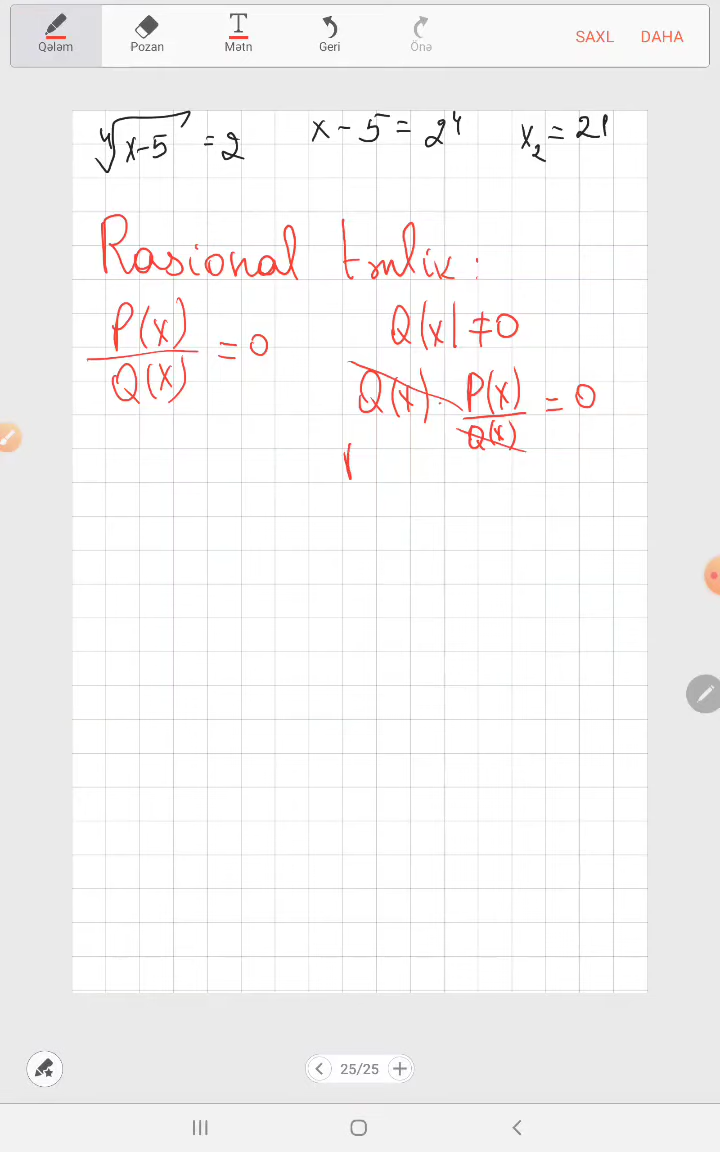 Qələm Pozan Mətn Geri Önə SAXL DAHA
∜x-5 = 2 x - 5 = 2⁴ x₂ = 21
Rasional tənlik:
P(x)/Q(x) = 0 Q(x) ≠ 0
Q(x) · P(x)/Q(x) = 0
25/25